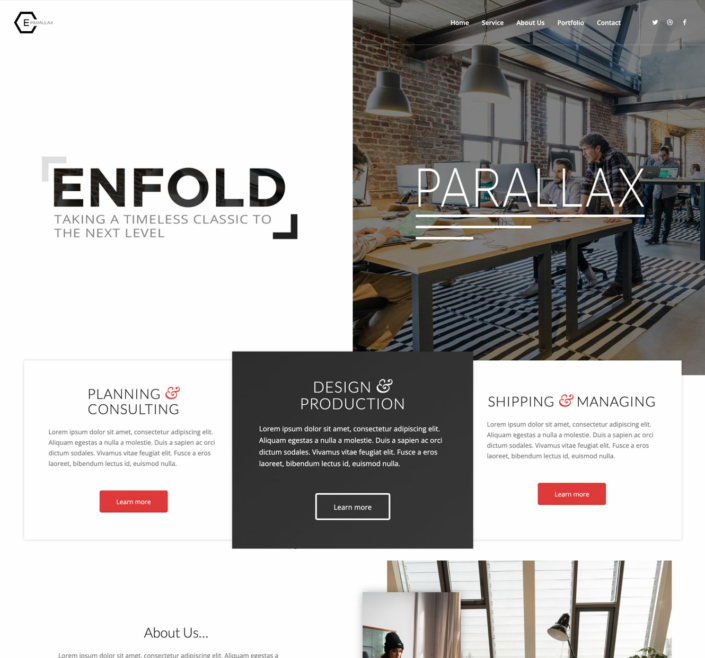 E PARALLAX
Home Service About Us Portfolio Contact
ENFOLD
TAKING A TIMELESS CLASSIC TO
THE NEXT LEVEL
PARALLAX
PLANNING &
CONSULTING
Lorem ipsum dolor sit amet, consectetur adipiscing elit.
Aliquam egestas a nulla a molestie. Duis a sapien ac orci
dictum sodales. Vivamus vitae feugiat elit. Fusce a eros
laoreet, bibendum lectus id, euismod nulla.
Learn more
DESIGN &
PRODUCTION
Lorem ipsum dolor sit amet, consectetur adipiscing elit.
Aliquam egestas a nulla a molestie. Duis a sapien ac orci
dictum sodales. Vivamus vitae feugiat elit. Fusce a eros
laoreet, bibendum lectus id, euismod nulla.
Learn more
SHIPPING & MANAGING
Lorem ipsum dolor sit amet, consectetur adipiscing elit.
Aliquam egestas a nulla a molestie. Duis a sapien ac orci
dictum sodales. Vivamus vitae feugiat elit. Fusce a eros
laoreet, bibendum lectus id, euismod nulla.
Learn more
About Us...
Lorem ipsum dolor sit amet, consectetur adipiscing elit. Aliquam egestas a